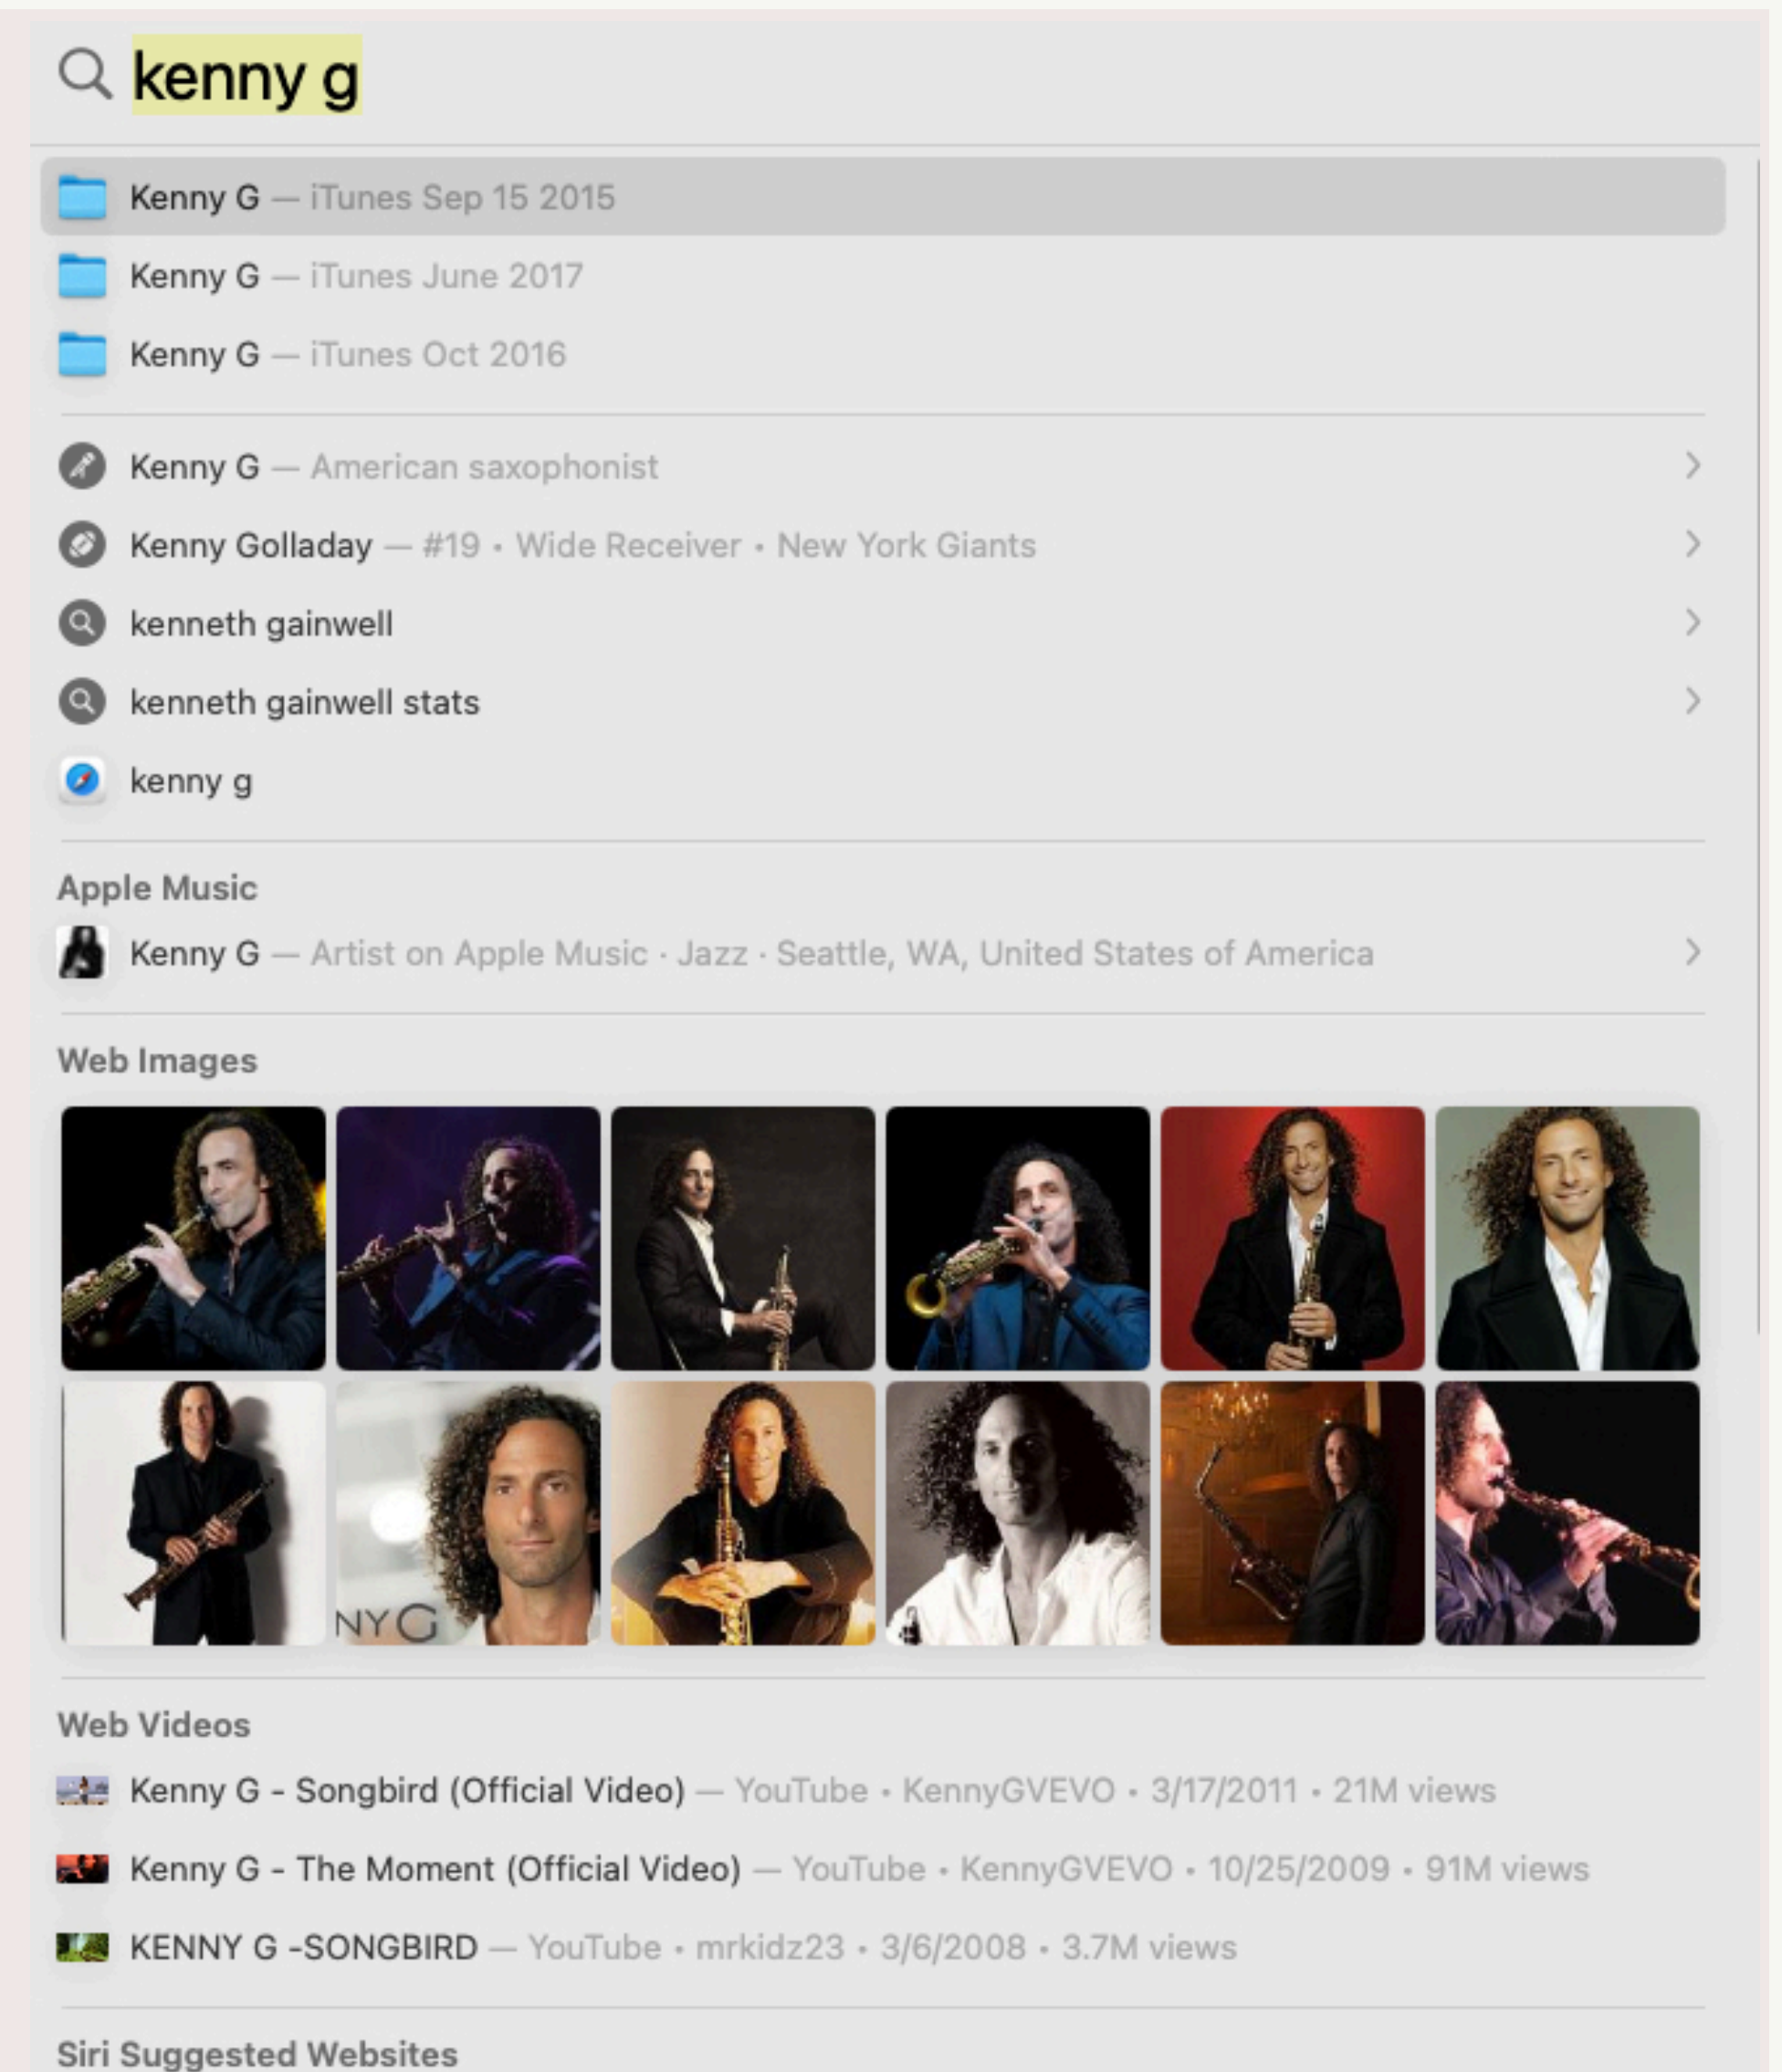 kenny g
Kenny G — iTunes Sep 15 2015
Kenny G — iTunes June 2017
Kenny G — iTunes Oct 2016
Kenny G — American saxophonist
Kenny Golladay — #19 • Wide Receiver • New York Giants
kenneth gainwell
kenneth gainwell stats
kenny g
Apple Music
Kenny G — Artist on Apple Music · Jazz · Seattle, WA, United States of America
Web Images
NYG
Web Videos
Kenny G - Songbird (Official Video) — YouTube • KennyGVEVO • 3/17/2011 • 21M views
Kenny G - The Moment (Official Video) — YouTube • KennyGVEVO • 10/25/2009 • 91M views
KENNY G -SONGBIRD — YouTube • mrkidz23 • 3/6/2008 • 3.7M views
Siri Suggested Websites